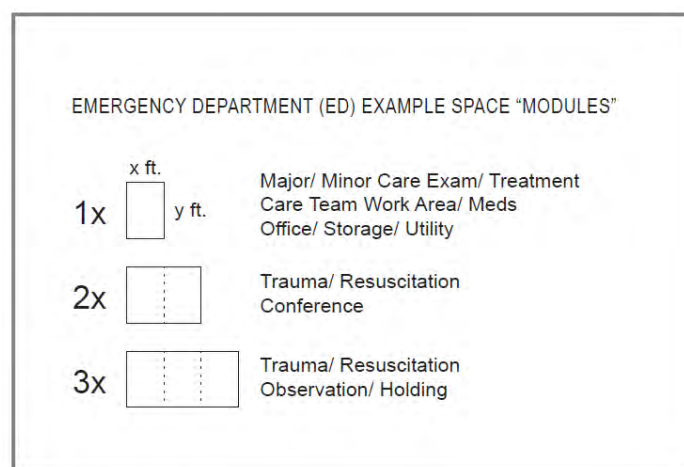 EMERGENCY DEPARTMENT (ED) EXAMPLE SPACE “MODULES”
x ft.
1x
y ft.
Major/ Minor Care Exam/ Treatment
Care Team Work Area/ Meds
Office/ Storage/ Utility
2x
Trauma/ Resuscitation
Conference
3x
Trauma/ Resuscitation
Observation/ Holding